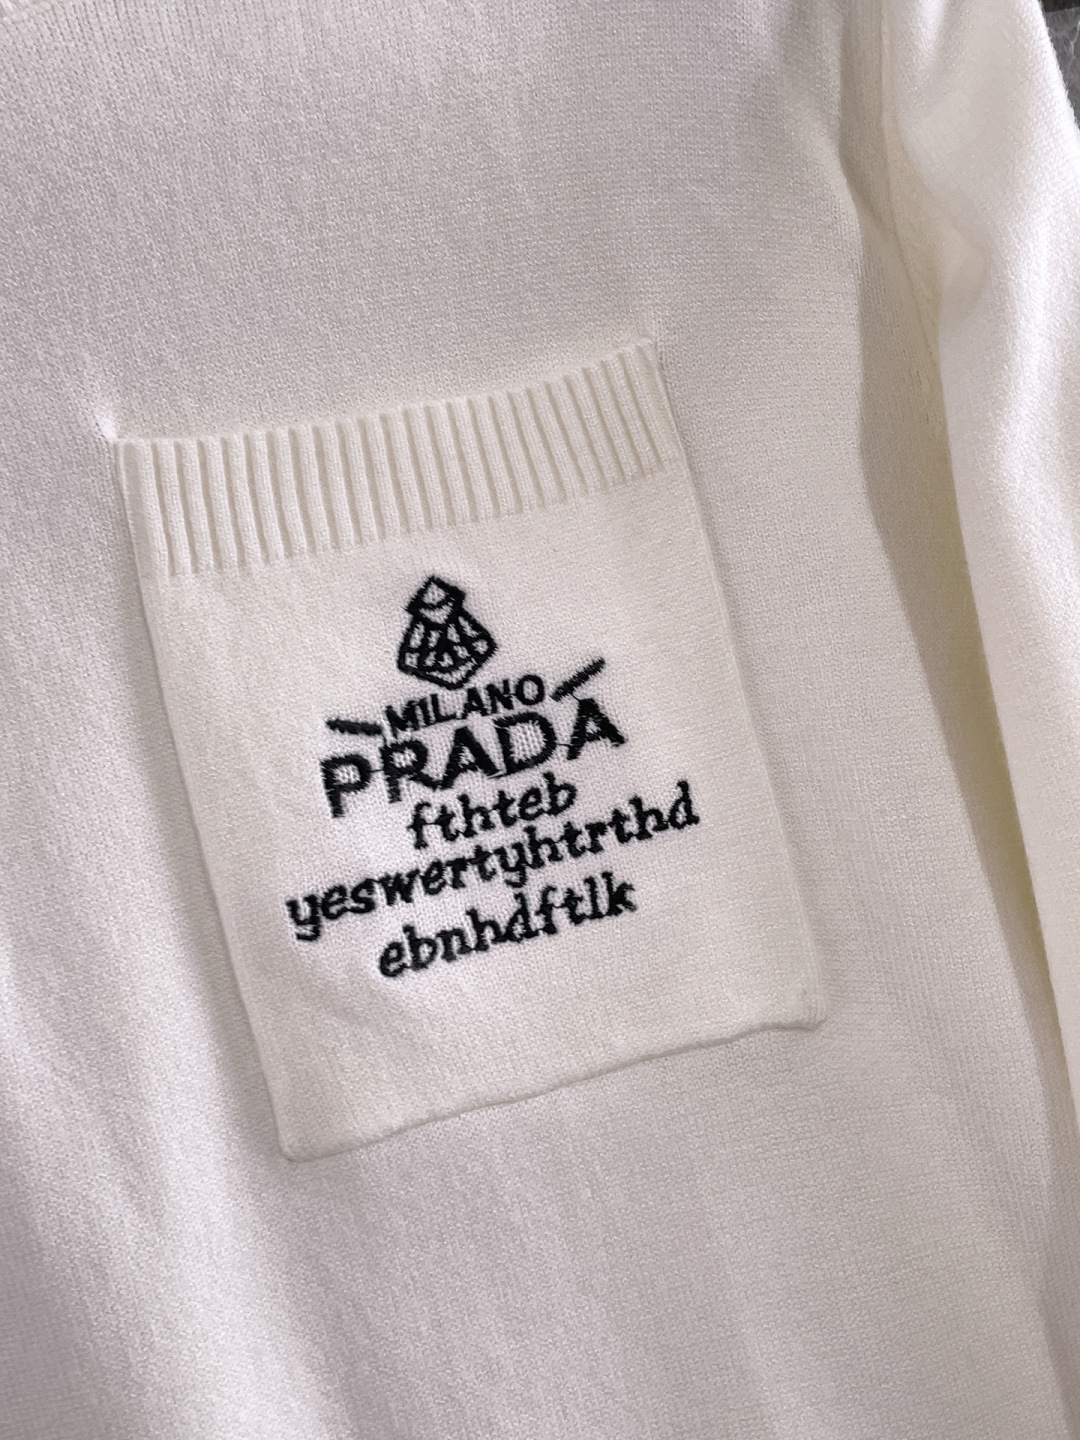 MILANO
PRADA
fthteb
yeswertyhtrthd
ebnhdftlk